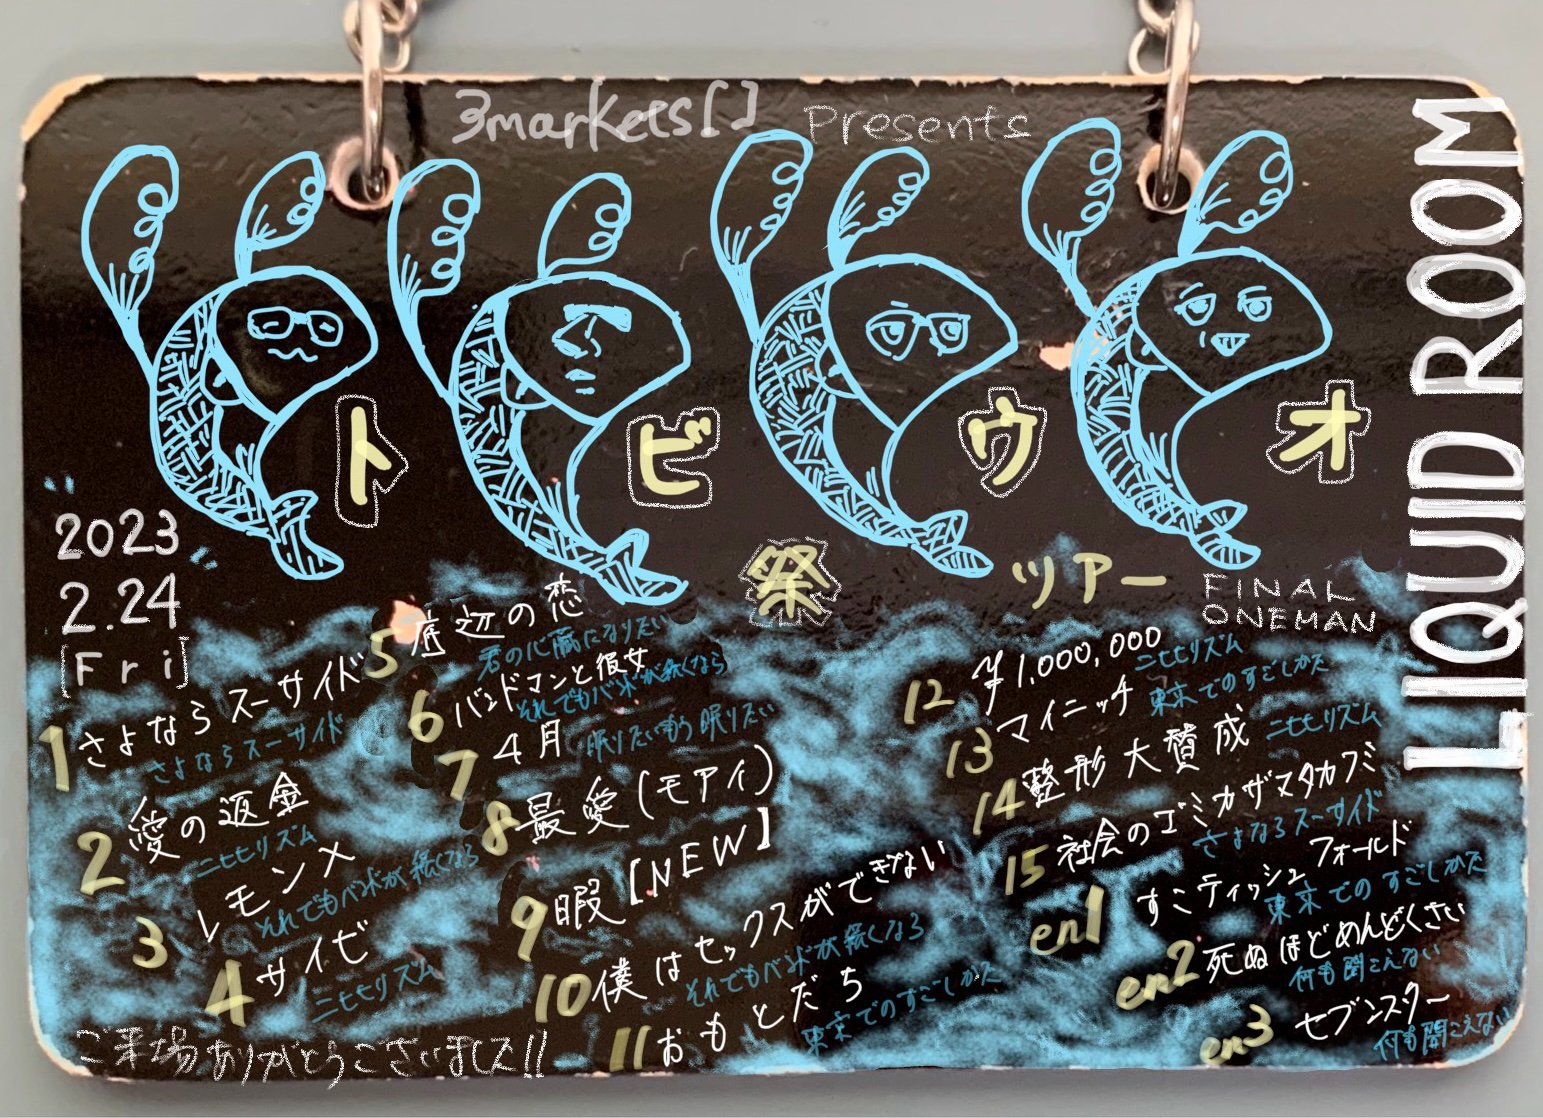 3markets[] Presents
トビウオ
祭 ツアー FINAL
ONEMAN
LIQUID ROOM
2023
2.24
[Fri]
1 さよならスーサイド
さよならスーサイド
2 愛の返金
ニヒヒリズム
3 レモン×
それでもバンドが続くなら
4 サイゼ
ニヒヒリズム
5 底辺の恋
君の心臓になりたい
6 バンドマンと彼女
それでもバンドが続くなら
7 4月
眠りたいもう眠りたい
8 最愛(モアイ)
9 暇【NEW】
10 僕はセックスができない
それでもバンドが続くなら
11 おもとだち
東京でのすごしかた
12 ¥1,000,000
ニヒヒリズム
13 マイニッチ
東京でのすごしかた
14 整形大賛成
ニヒヒリズム
15 社会のゴミカザマタカフミ
さよならスーサイド
en1 すこティッシュフォールド
東京でのすごしかた
en2 死ぬほどめんどくさい
何も聞こえない
en3 セブンスター
何も聞こえない
ご来場ありがとうございました!!